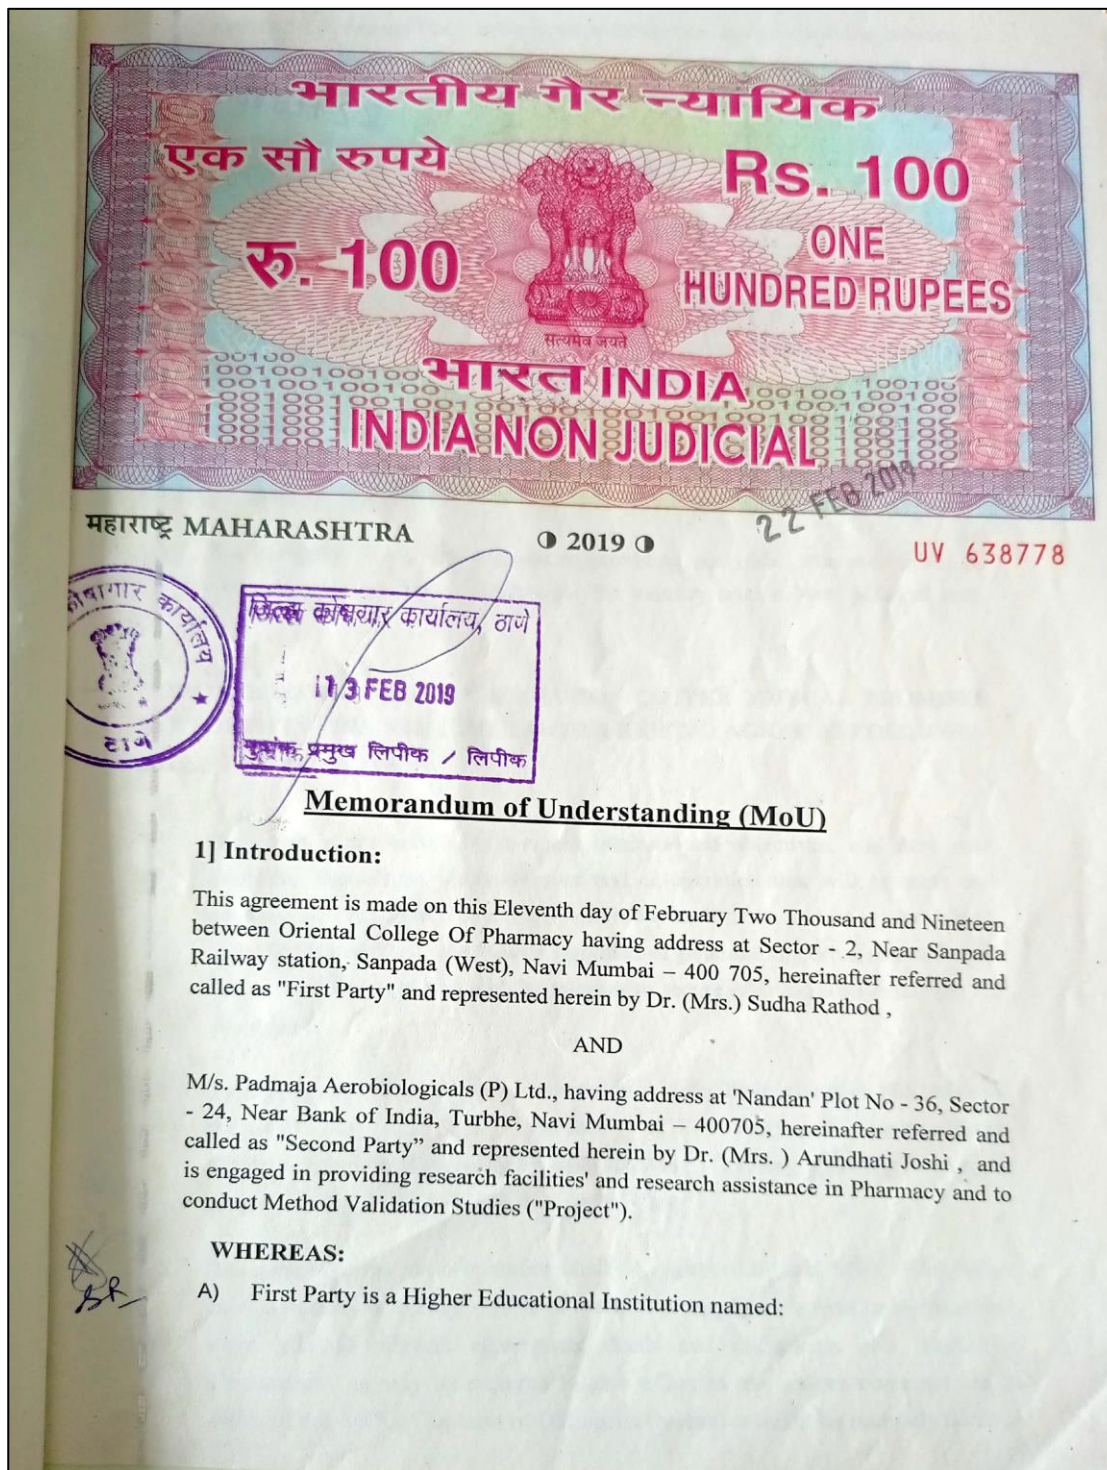 भारतीय गैर न्यायिक
एक सौ रुपये
Rs. 100
रु. 100
ONE
HUNDRED RUPEES
सत्यमेव जयते
भारत INDIA
INDIA NON JUDICIAL
22 FEB 2019
महाराष्ट्र MAHARASHTRA
2019
UV 638778
कोषागार कार्यालय
ठाणे
जिल्हा कोषागार कार्यालय, ठाणे
13 FEB 2019
प्रमुख लिपीक / लिपीक
Memorandum of Understanding (MoU)
1] Introduction:
This agreement is made on this Eleventh day of February Two Thousand and Nineteen
between Oriental College Of Pharmacy having address at Sector - 2, Near Sanpada
Railway station, Sanpada (West), Navi Mumbai – 400 705, hereinafter referred and
called as "First Party" and represented herein by Dr. (Mrs.) Sudha Rathod ,
AND
M/s. Padmaja Aerobiologicals (P) Ltd., having address at 'Nandan' Plot No - 36, Sector
- 24, Near Bank of India, Turbhe, Navi Mumbai – 400705, hereinafter referred and
called as "Second Party” and represented herein by Dr. (Mrs. ) Arundhati Joshi , and
is engaged in providing research facilities' and research assistance in Pharmacy and to
conduct Method Validation Studies ("Project").
WHEREAS:
A) First Party is a Higher Educational Institution named: